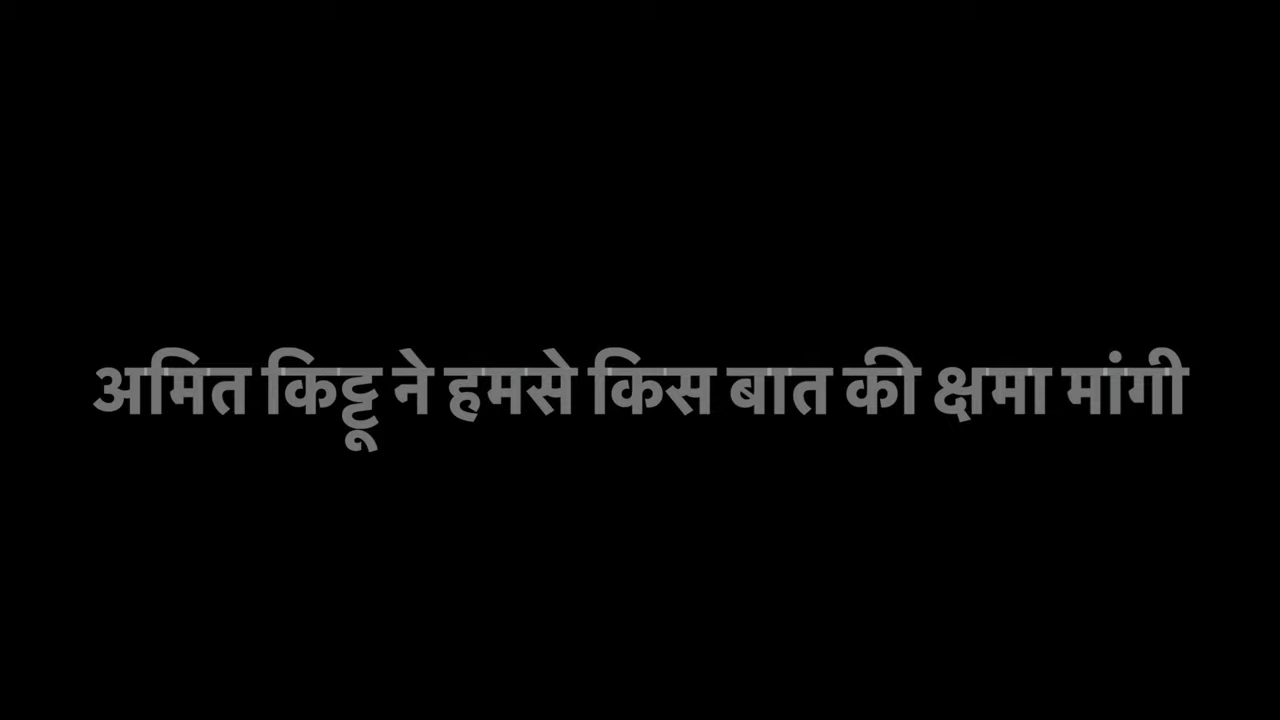 अमित किट्टू ने हमसे किस बात की क्षमा मांगी